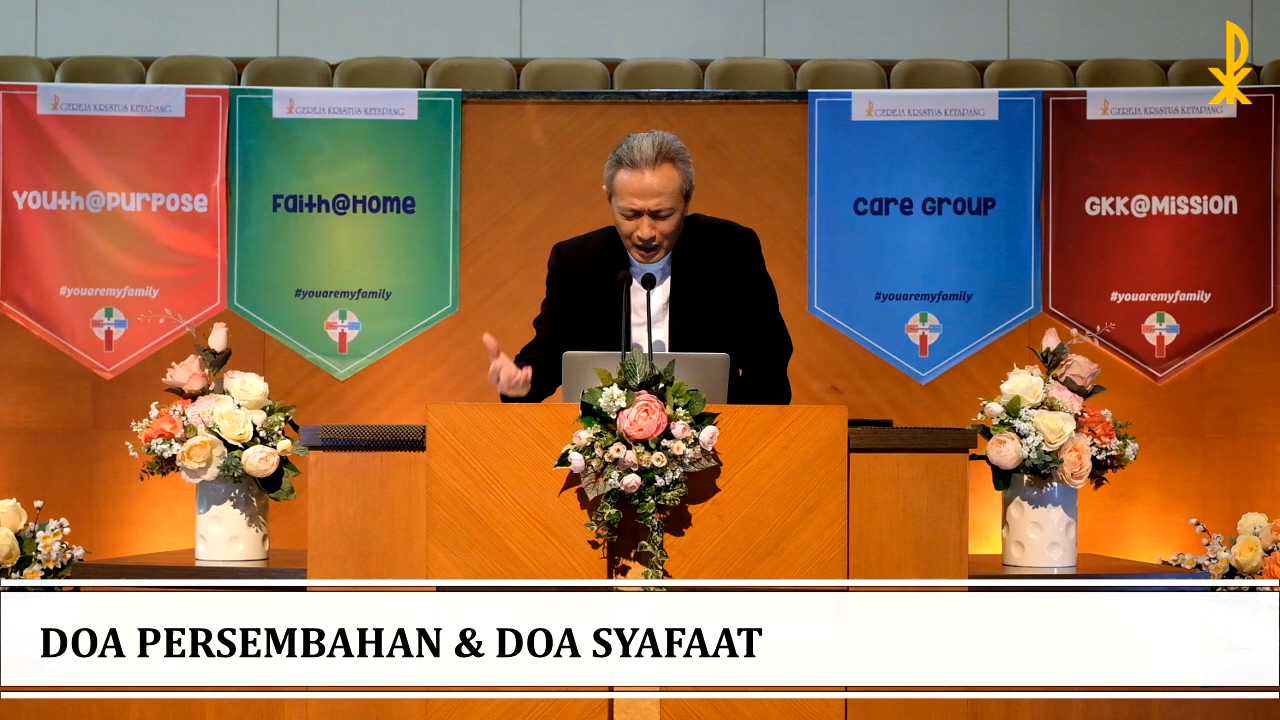 GEREJA KRISTUS KETAPANG
Youth@Purpose
#youaremyfamily
GEREJA KRISTUS KETAPANG
Faith@Home
#youaremyfamily
GEREJA KRISTUS KETAPANG
Care Group
#youaremyfamily
GEREJA KRISTUS KETAPANG
GKK@Mission
#youaremyfamily
DOA PERSEMBAHAN & DOA SYAFAAT